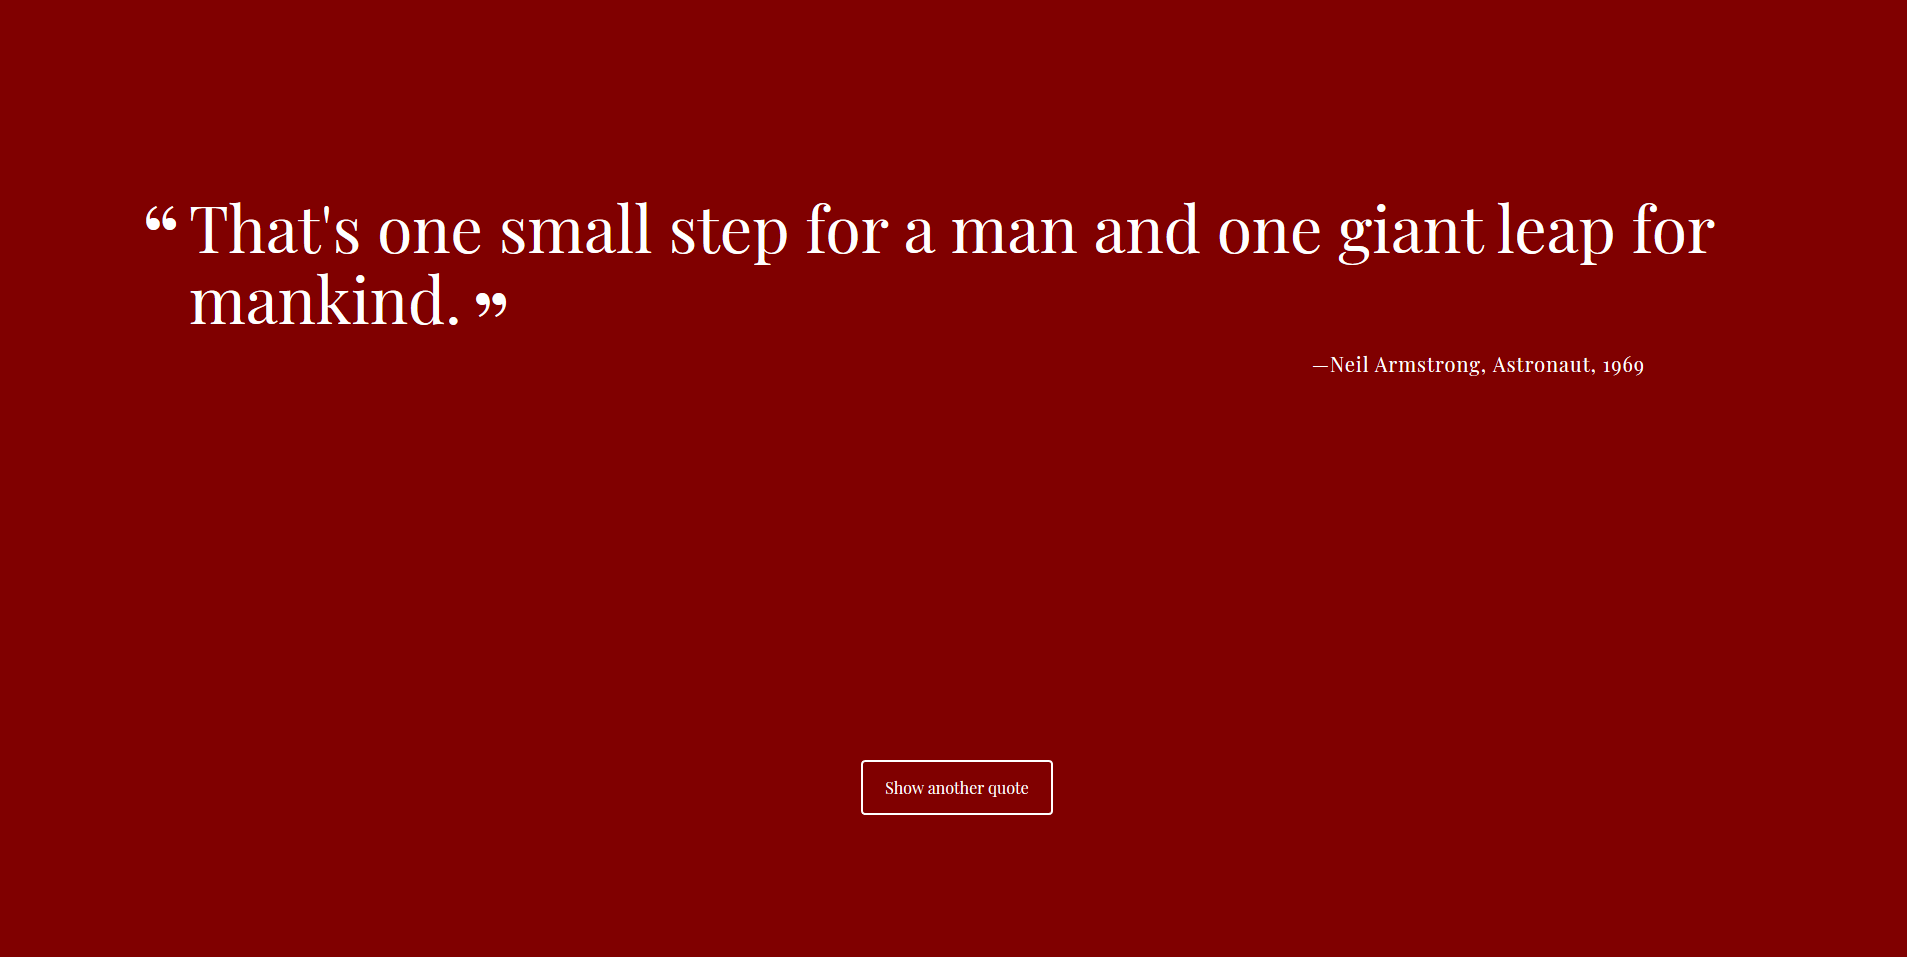 “That's one small step for a man and one giant leap for
mankind.”
—Neil Armstrong, Astronaut, 1969
Show another quote